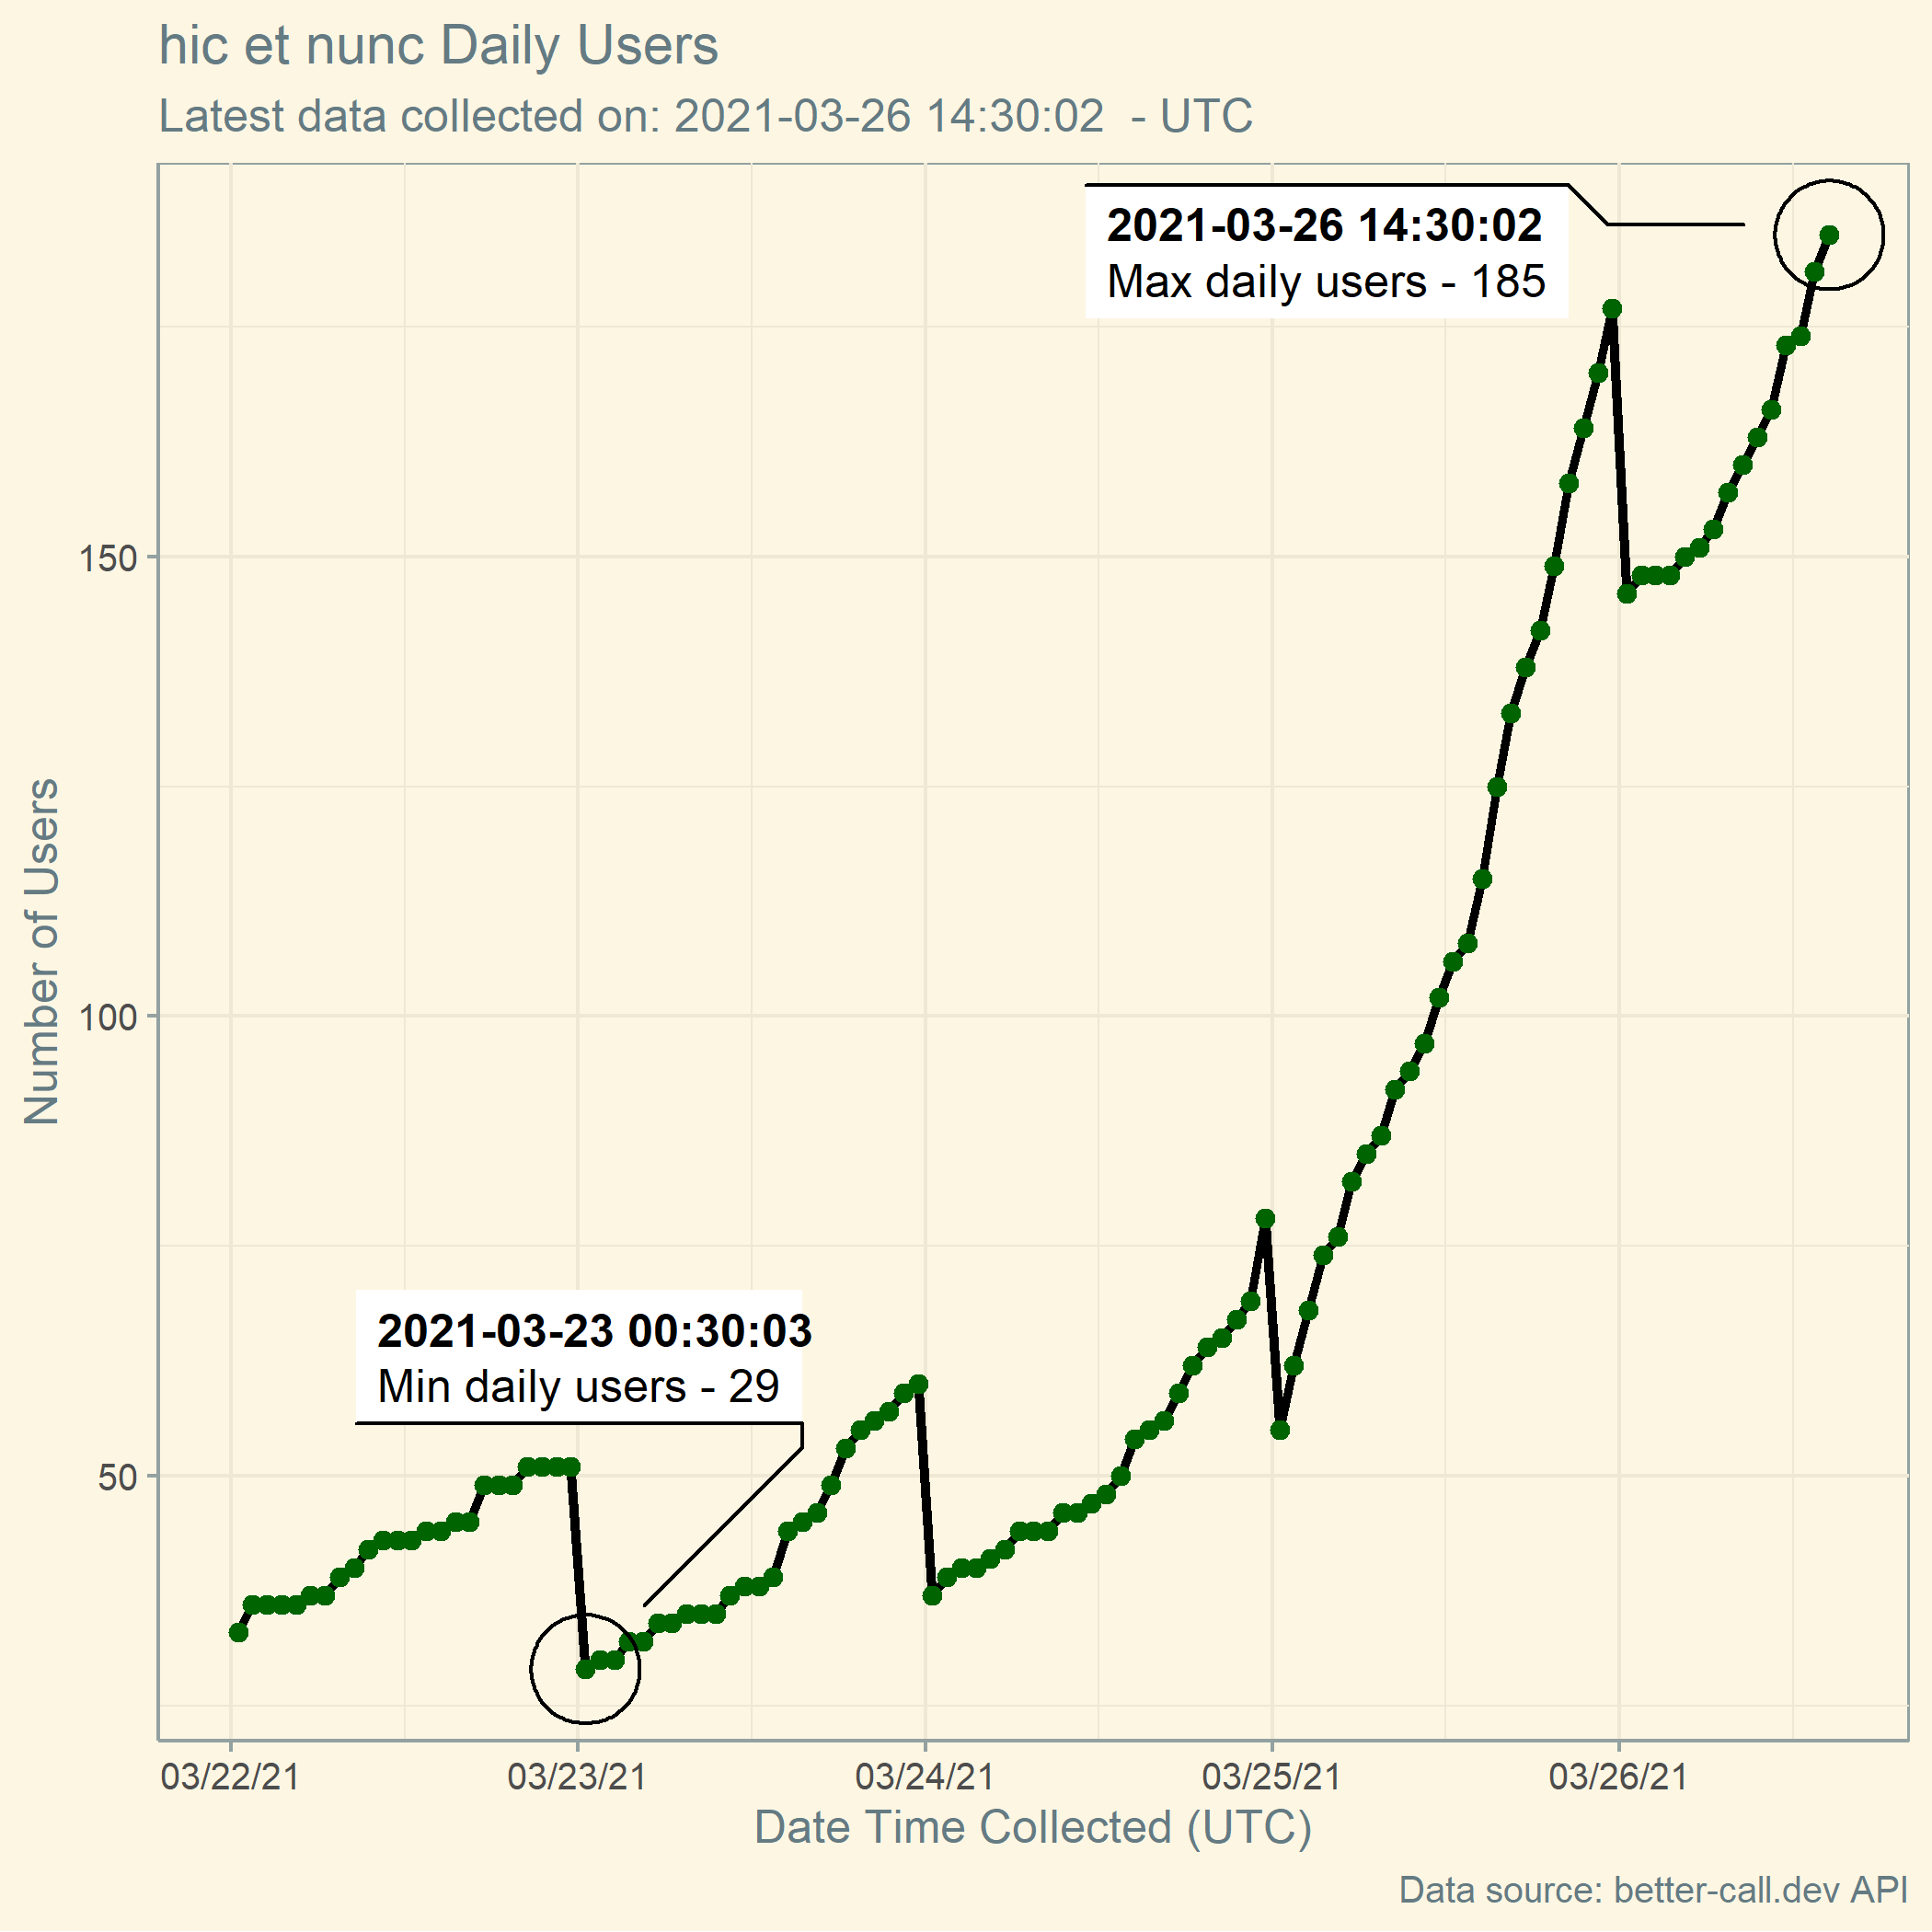 hic et nunc Daily Users
Latest data collected on: 2021-03-26 14:30:02  - UTC
2021-03-26 14:30:02
Max daily users - 185
150
100
50
Number of Users
2021-03-23 00:30:03
Min daily users - 29
03/22/21
03/23/21
03/24/21
03/25/21
03/26/21
Date Time Collected (UTC)
Data source: better-call.dev API